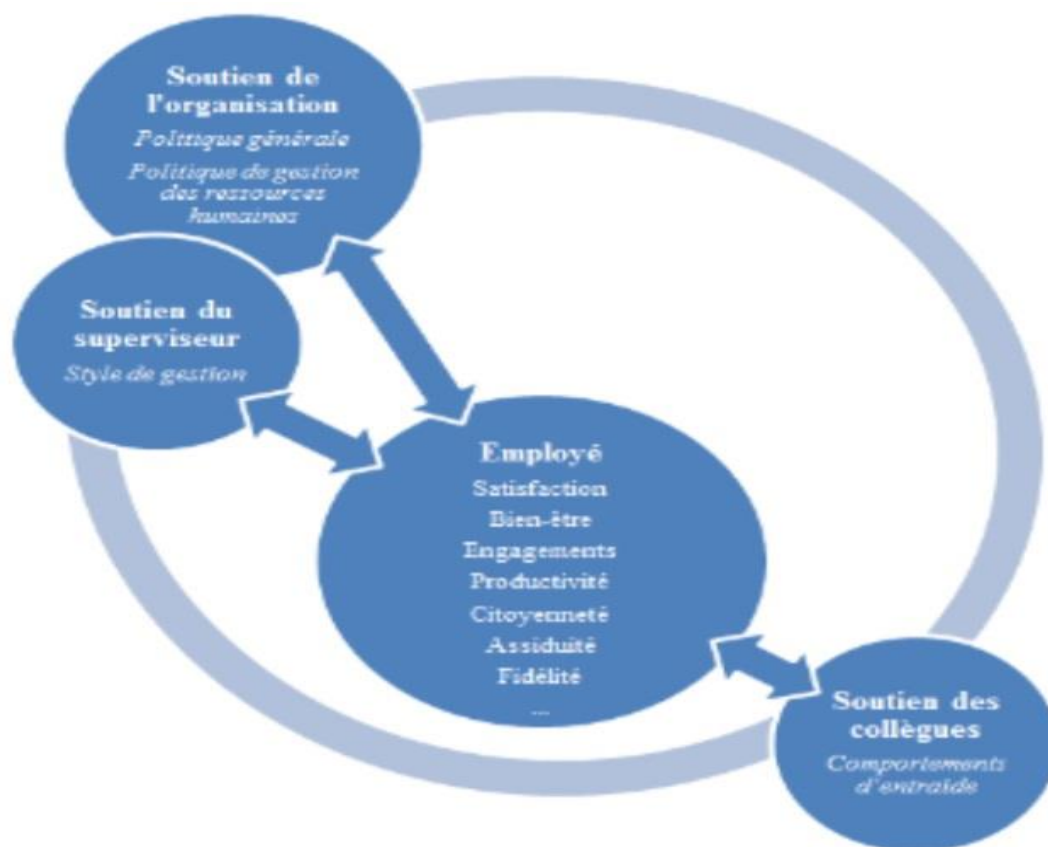 Soutien de
l'organisation
Politique générale
Politique de gestion
des ressources
humaines
Soutien du
superviseur
Style de gestion
Employé
Satisfaction
Bien-être
Engagements
Productivité
Citoyenneté
Assiduité
Fidélité
...
Soutien des
collègues
Comportements
d'entraide